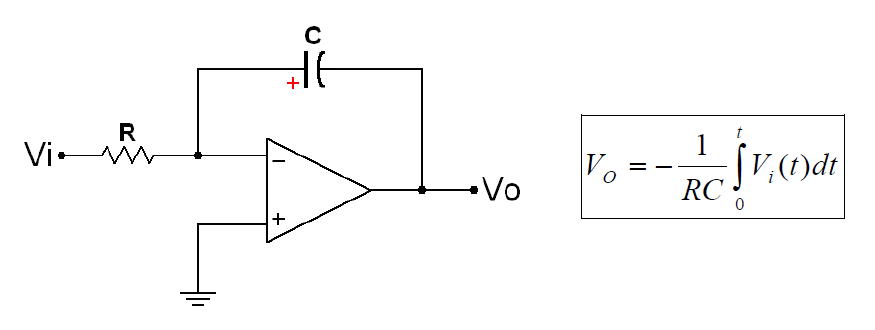 C
+
R
Vi
−
+
Vo
V_O = − 1/RC ∫₀ᵗ V_i(t)dt